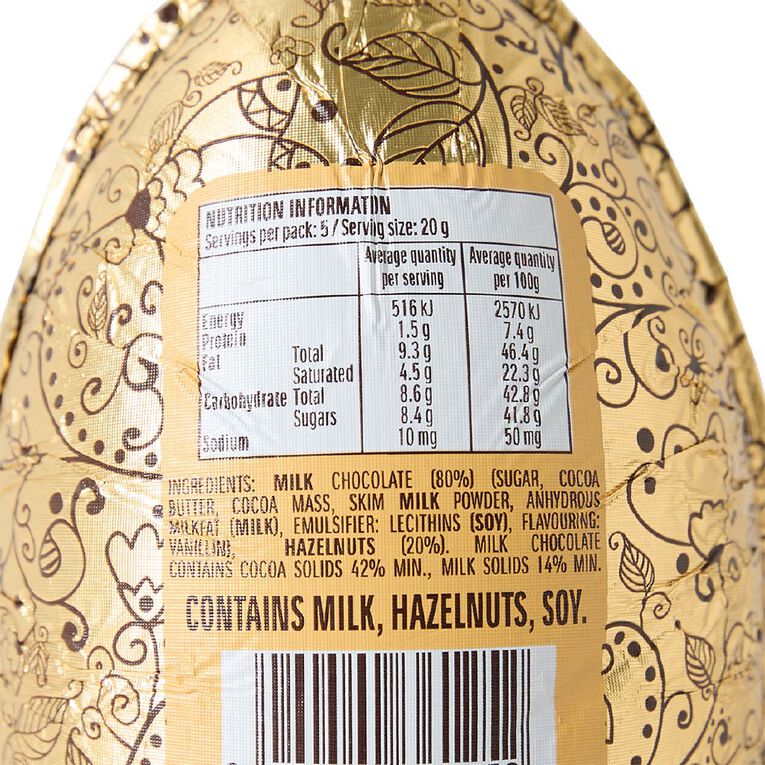 NUTRITION INFORMATON
Servings per pack: 5 / Serving size: 20 g
Average quantity per serving Average quantity per 100g
Energy 516 kJ 2570 kJ
Protein 1.5 g 7.4 g
Fat Total 9.3 g 46.4 g
Saturated 4.5 g 22.3 g
Carbohydrate Total 8.6 g 42.8 g
Sugars 8.4 g 41.8 g
Sodium 10 mg 50 mg
INGREDIENTS: MILK CHOCOLATE (80%) (SUGAR, COCOA
BUTTER, COCOA MASS, SKIM MILK POWDER, ANHYDROUS
MILKFAT (MILK), EMULSIFIER: LECITHINS (SOY), FLAVOURING:
VANILLIN), HAZELNUTS (20%). MILK CHOCOLATE
CONTAINS COCOA SOLIDS 42% MIN., MILK SOLIDS 14% MIN.
CONTAINS MILK, HAZELNUTS, SOY.